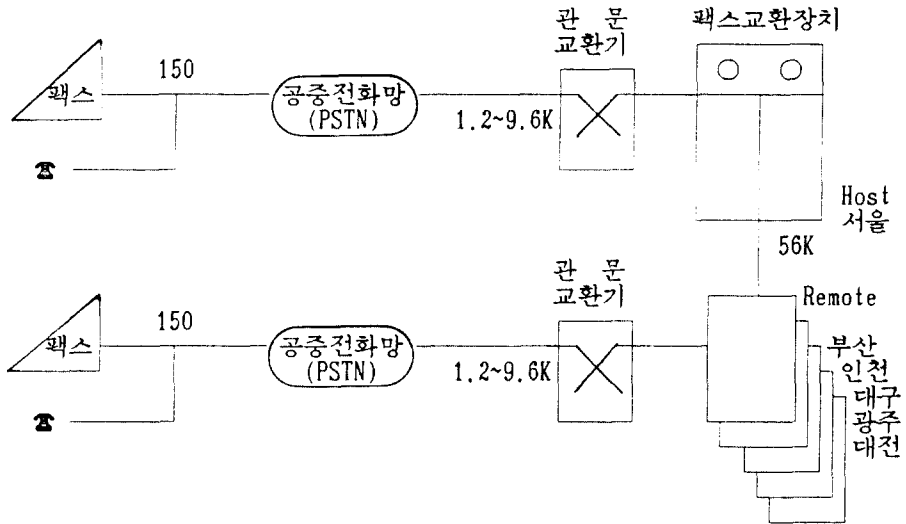 관 문
교환기
팩스교환장치
팩스
150
공중전화망
(PSTN)
1.2~9.6K
Host
서울
56K
관 문
교환기
Remote
팩스
150
공중전화망
(PSTN)
1.2~9.6K
부산
인천
대구
광주
대전